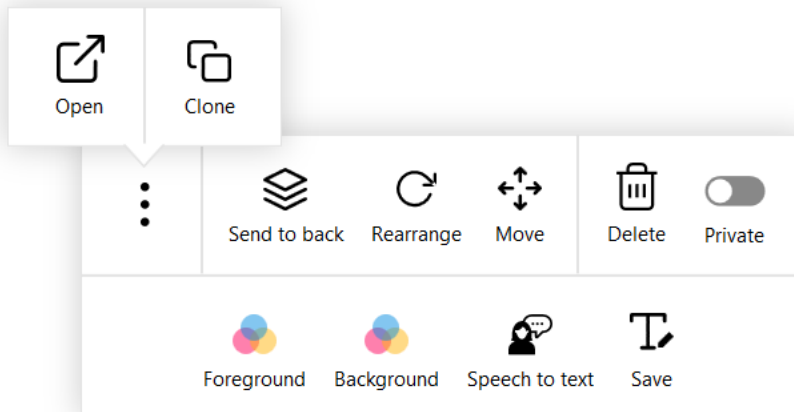 Open
Clone
Send to back
Rearrange
Move
Delete
Private
Foreground
Background
Speech to text
Save